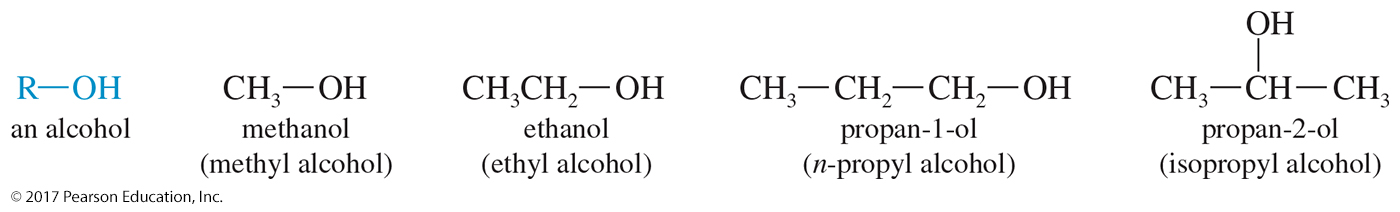 OH
R—OH CH₃—OH CH₃CH₂—OH CH₃—CH₂—CH₂—OH CH₃—CH—CH₃
an alcohol methanol ethanol propan-1-ol propan-2-ol
(methyl alcohol) (ethyl alcohol) (n-propyl alcohol) (isopropyl alcohol)
© 2017 Pearson Education, Inc.